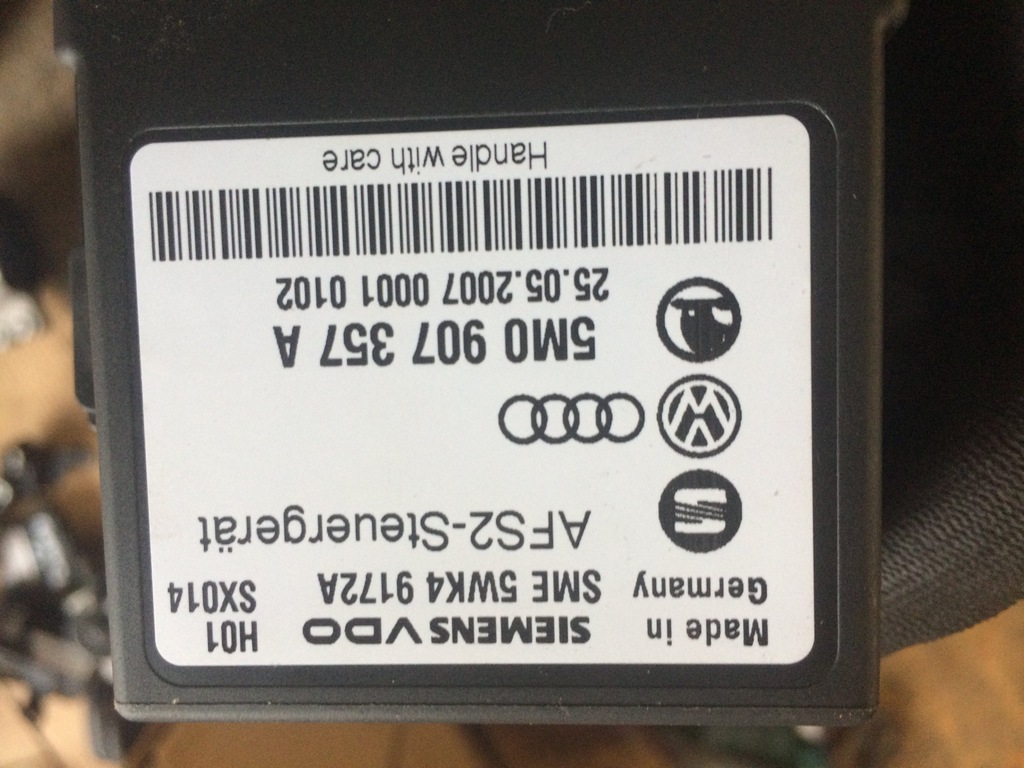 Made in SIEMENS VDO H01
Germany SME 5WK4 9172A SX014
AFS2-Steuergerät
5M0 907 357 A
25.05.2007 0001 0102
Handle with care